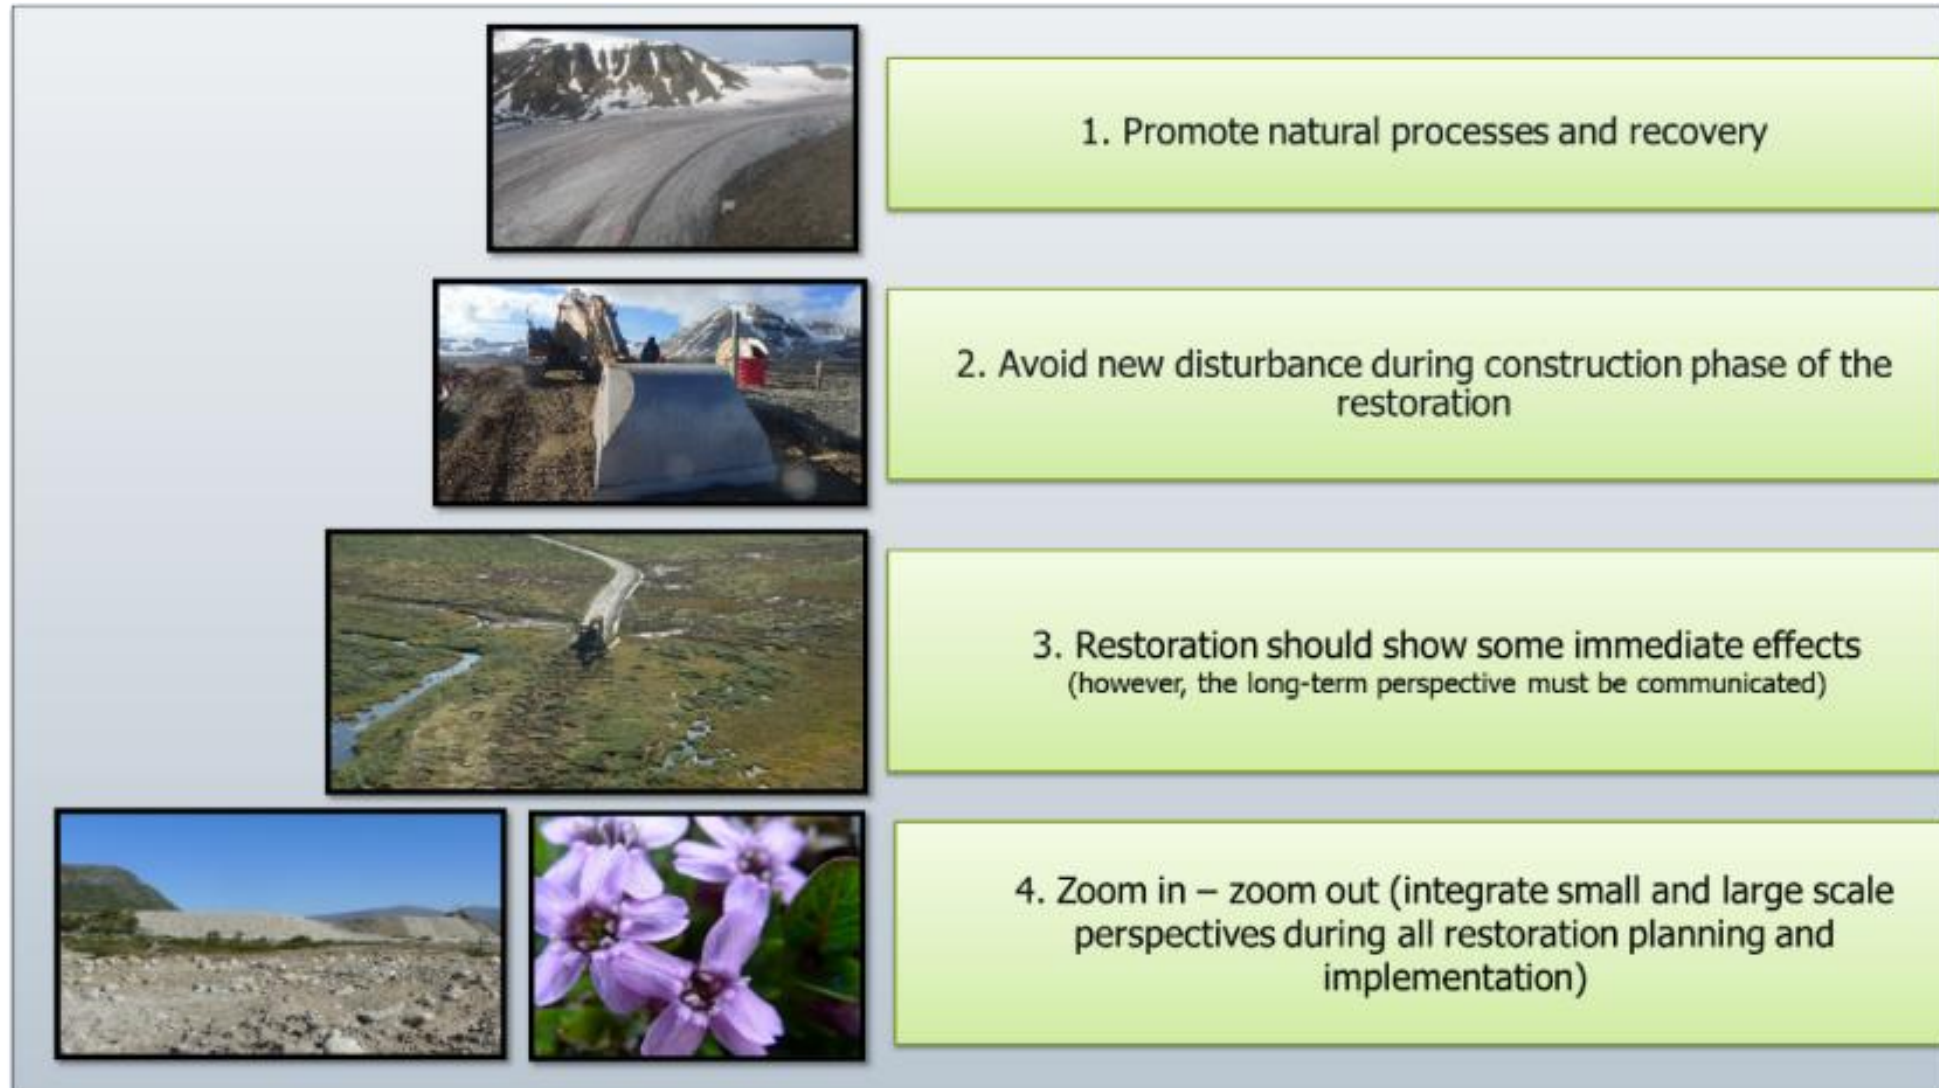 1. Promote natural processes and recovery
2. Avoid new disturbance during construction phase of the
restoration
3. Restoration should show some immediate effects
(however, the long-term perspective must be communicated)
4. Zoom in – zoom out (integrate small and large scale
perspectives during all restoration planning and
implementation)